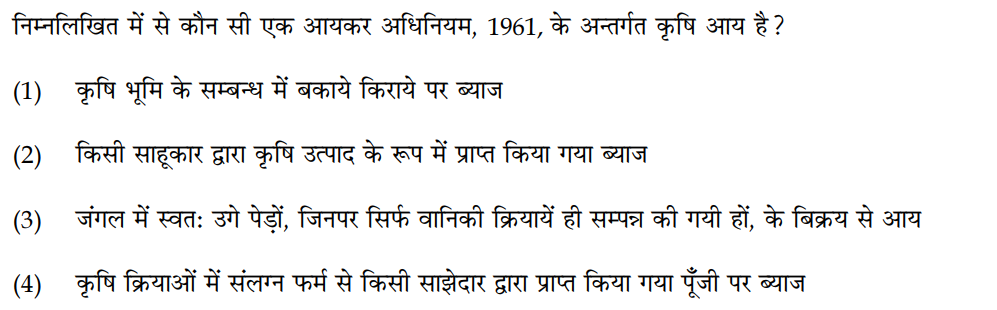 निम्नलिखित में से कौन सी एक आयकर अधिनियम, 1961, के अन्तर्गत कृषि आय है ?
(1) कृषि भूमि के सम्बन्ध में बकाये किराये पर ब्याज
(2) किसी साहूकार द्वारा कृषि उत्पाद के रूप में प्राप्त किया गया ब्याज
(3) जंगल में स्वतः उगे पेड़ों, जिनपर सिर्फ वानिकी क्रियायें ही सम्पन्न की गयी हों, के बिक्रय से आय
(4) कृषि क्रियाओं में संलग्न फर्म से किसी साझेदार द्वारा प्राप्त किया गया पूँजी पर ब्याज